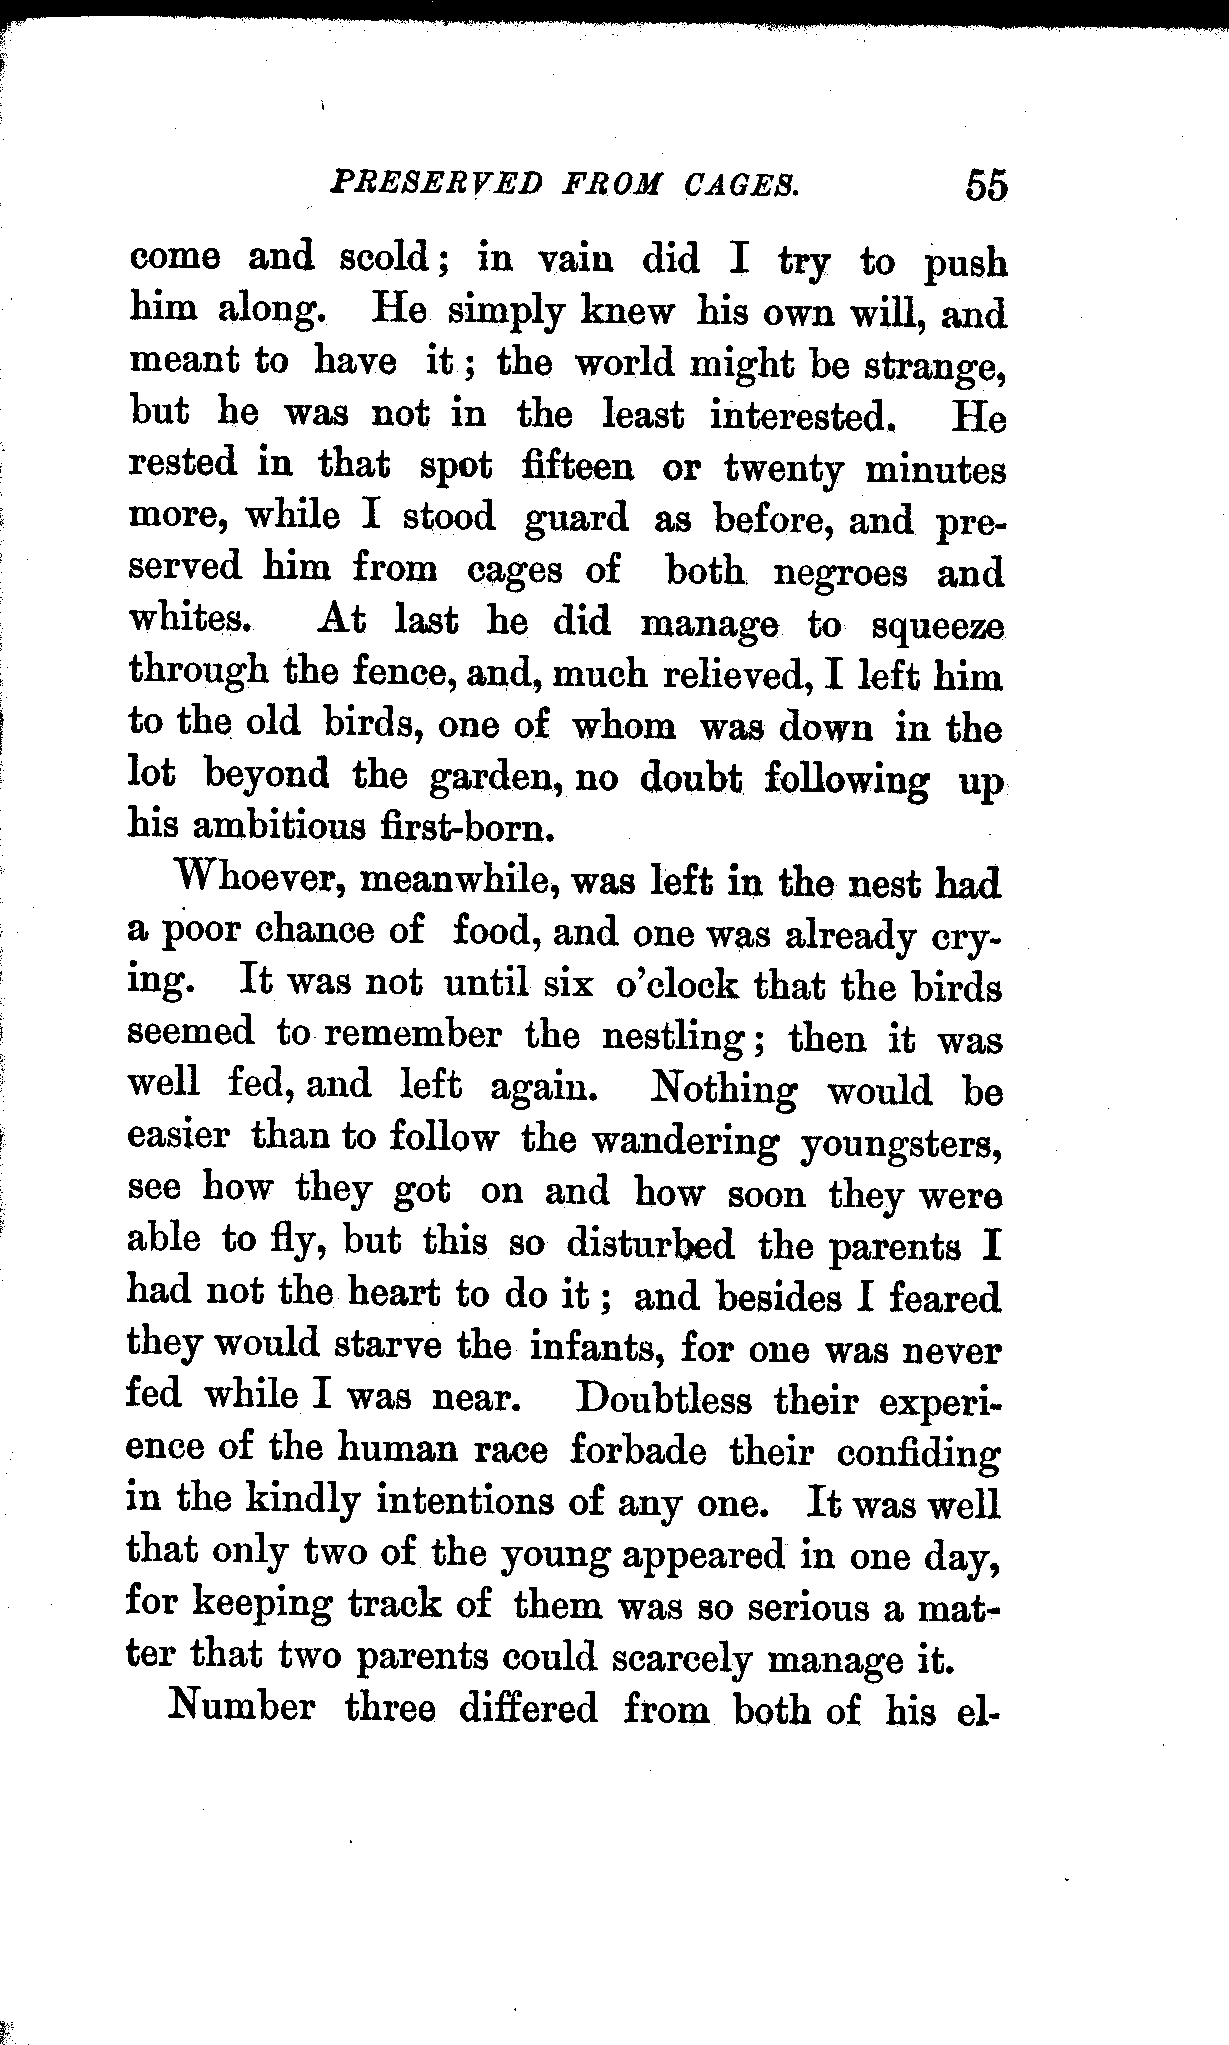 PRESERVED FROM CAGES. 55
come and scold; in vain did I try to push
him along. He simply knew his own will, and
meant to have it; the world might be strange,
but he was not in the least interested. He
rested in that spot fifteen or twenty minutes
more, while I stood guard as before, and pre-
served him from cages of both negroes and
whites. At last he did manage to squeeze
through the fence, and, much relieved, I left him
to the old birds, one of whom was down in the
lot beyond the garden, no doubt following up
his ambitious first-born.
Whoever, meanwhile, was left in the nest had
a poor chance of food, and one was already cry-
ing. It was not until six o'clock that the birds
seemed to remember the nestling; then it was
well fed, and left again. Nothing would be
easier than to follow the wandering youngsters,
see how they got on and how soon they were
able to fly, but this so disturbed the parents I
had not the heart to do it; and besides I feared
they would starve the infants, for one was never
fed while I was near. Doubtless their experi-
ence of the human race forbade their confiding
in the kindly intentions of any one. It was well
that only two of the young appeared in one day,
for keeping track of them was so serious a mat-
ter that two parents could scarcely manage it.
Number three differed from both of his el-